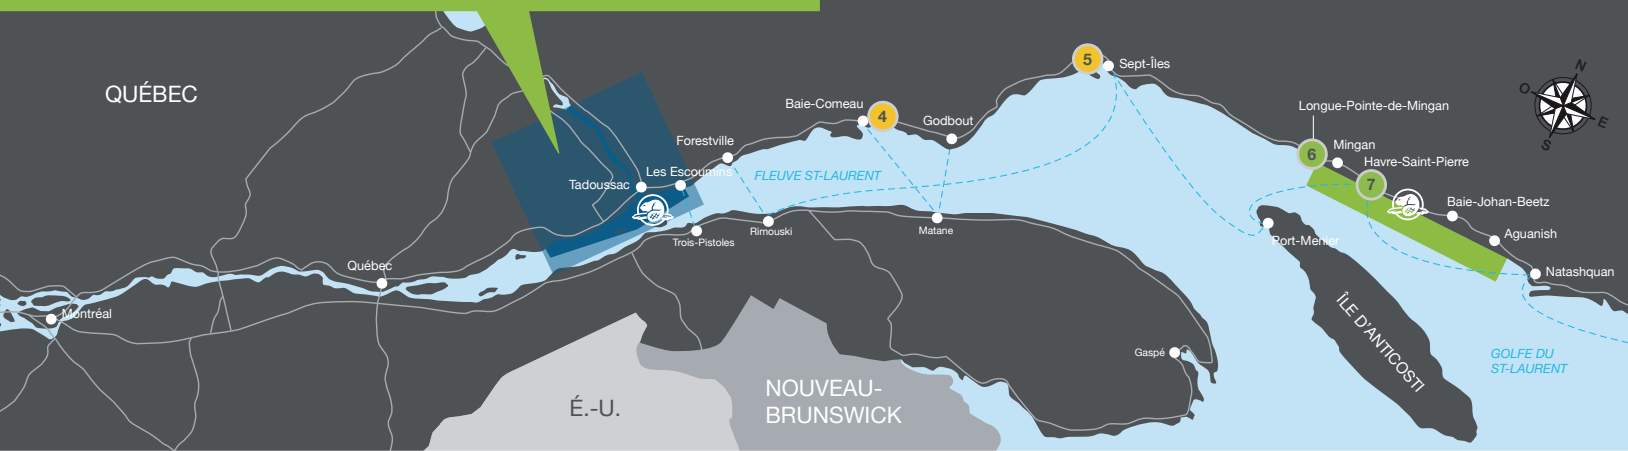 QUÉBEC
5
Sept-Îles
N
O
E
S
Baie-Comeau
4
Godbout
Longue-Pointe-de-Mingan
6
Mingan
Havre-Saint-Pierre
7
Forestville
Les Escoumins
Tadoussac
FLEUVE ST-LAURENT
Baie-Johan-Beetz
Aguanish
Natashquan
Trois-Pistoles
Rimouski
Matane
Port-Menier
Québec
Montréal
ÎLE D'ANTICOSTI
Gaspé
GOLFE DU
ST-LAURENT
É.-U.
NOUVEAU-
BRUNSWICK